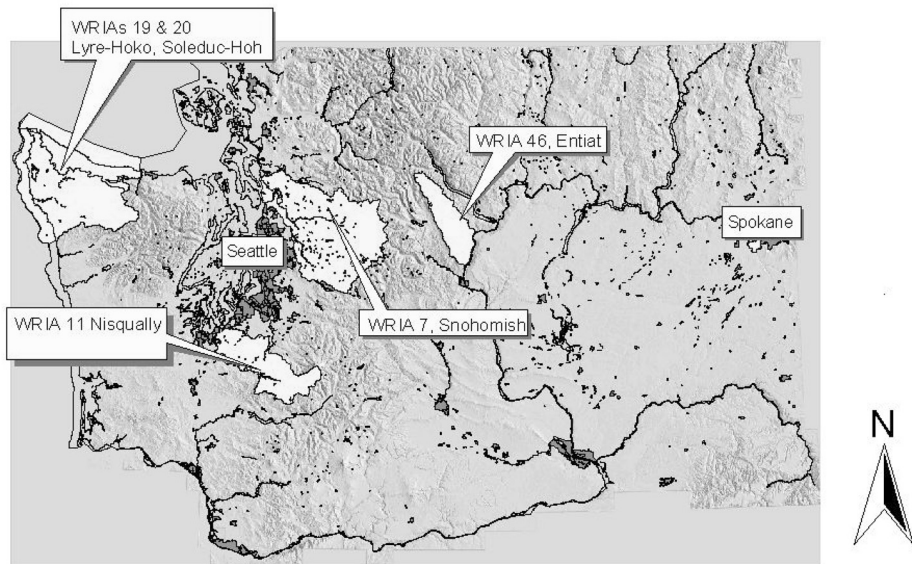 WRIAs 19 & 20
Lyre-Hoko, Soleduc-Hoh
WRIA 46, Entiat
Spokane
Seattle
WRIA 11 Nisqually
WRIA 7, Snohomish
N